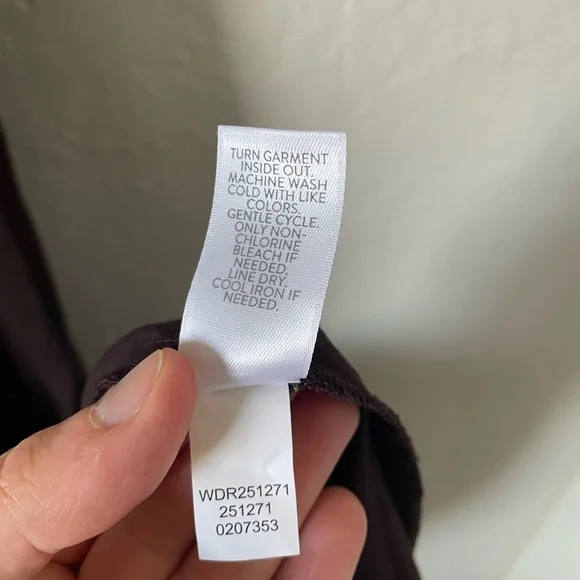 TURN GARMENT
INSIDE OUT.
MACHINE WASH
COLD WITH LIKE
COLORS.
GENTLE CYCLE.
ONLY NON-
CHLORINE
BLEACH IF
NEEDED.
LINE DRY.
COOL IRON IF
NEEDED.
WDR251271
251271
0207353